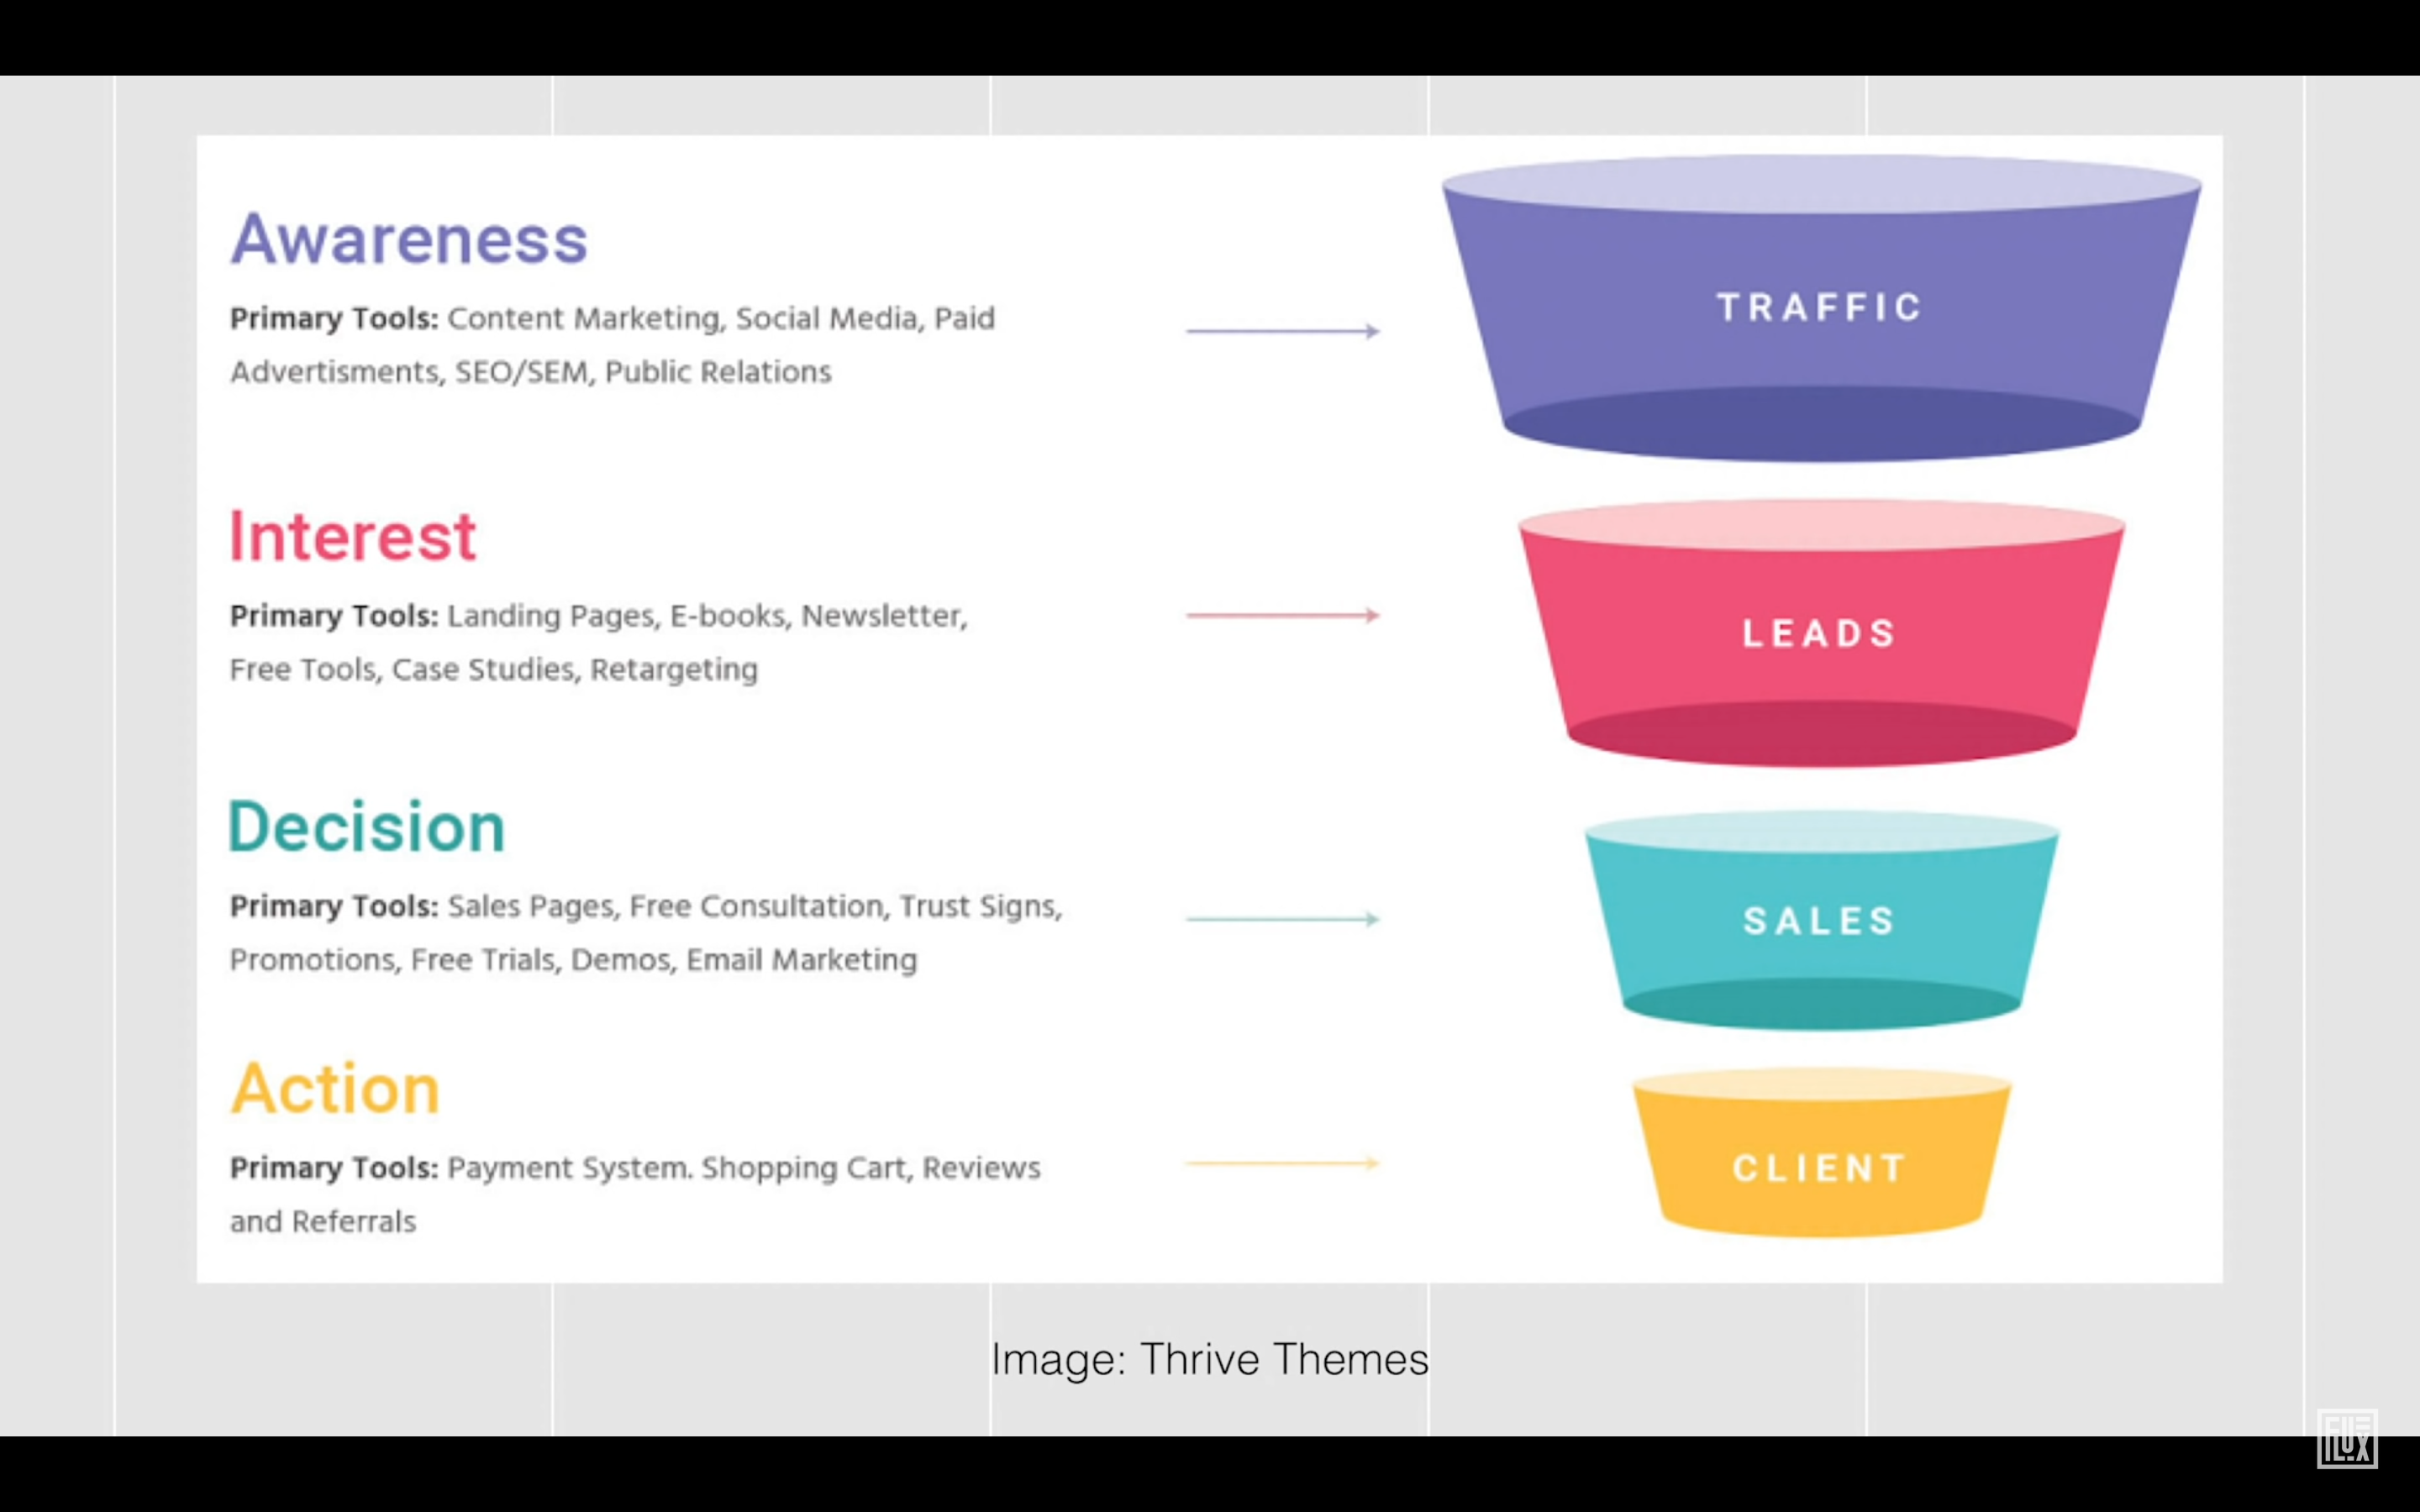 Awareness
Primary Tools: Content Marketing, Social Media, Paid
Advertisments, SEO/SEM, Public Relations
TRAFFIC
Interest
Primary Tools: Landing Pages, E-books, Newsletter,
Free Tools, Case Studies, Retargeting
LEADS
Decision
Primary Tools: Sales Pages, Free Consultation, Trust Signs,
Promotions, Free Trials, Demos, Email Marketing
SALES
Action
Primary Tools: Payment System. Shopping Cart, Reviews
and Referrals
CLIENT
Image: Thrive Themes
FLUX